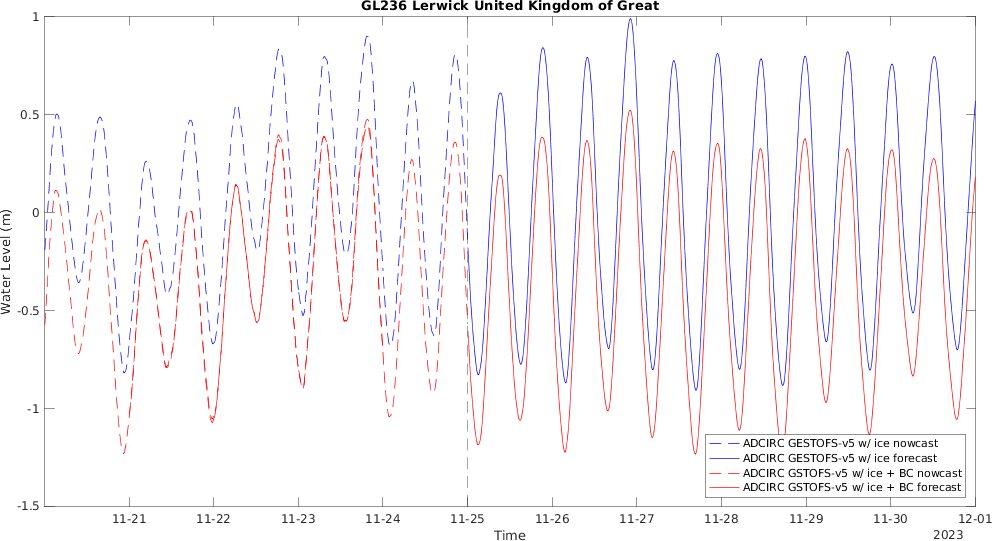 GL236 Lerwick United Kingdom of Great
Water Level (m)
1
0.5
0
-0.5
-1
-1.5
11-21
11-22
11-23
11-24
11-25
11-26
11-27
11-28
11-29
11-30
12-01
Time
2023
ADCIRC GESTOFS-v5 w/ ice nowcast
ADCIRC GESTOFS-v5 w/ ice forecast
ADCIRC GSTOFS-v5 w/ ice + BC nowcast
ADCIRC GSTOFS-v5 w/ ice + BC forecast